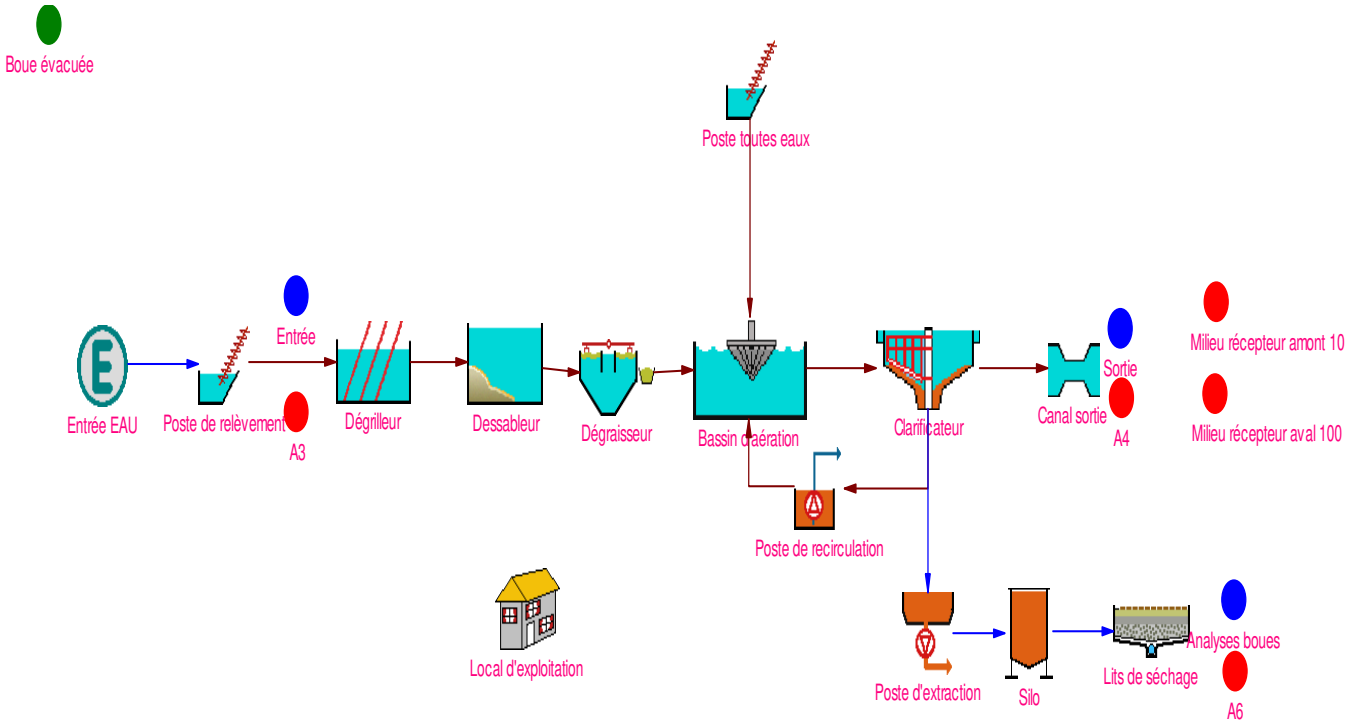 Boue évacuée
Poste toutes eaux
Entrée
E
Entrée EAU
Poste de relèvement
A3
Dégrilleur
Dessableur
Dégraisseur
Bassin d'aération
Clarificateur
Canal sortie
Sortie
A4
Milieu récepteur amont 10
Milieu récepteur aval 100
Poste de recirculation
Local d'exploitation
Poste d'extraction
Silo
Lits de séchage
Analyses boues
A6